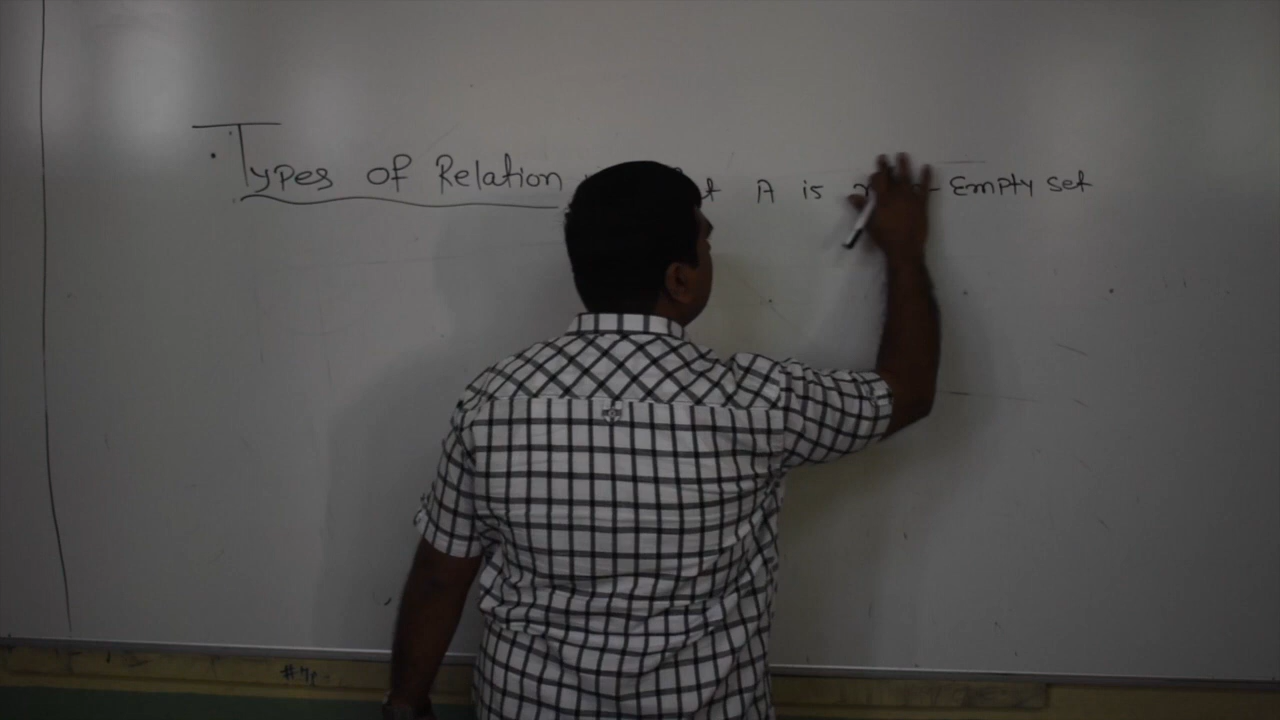 Types of Relation A is Empty set
#